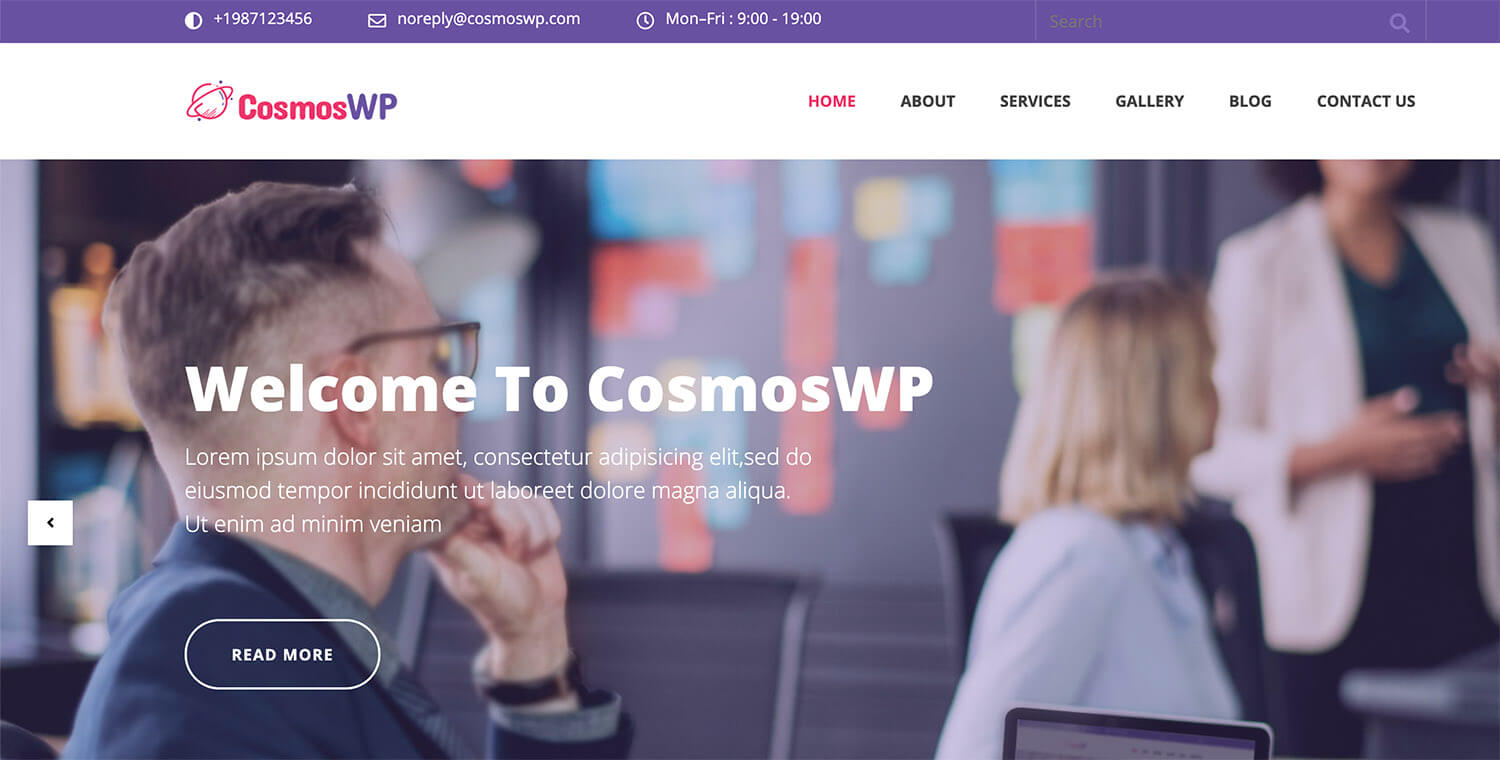 +1987123456 noreply@cosmoswp.com Mon–Fri : 9:00 - 19:00 Search
CosmosWP HOME ABOUT SERVICES GALLERY BLOG CONTACT US
Welcome To CosmosWP
Lorem ipsum dolor sit amet, consectetur adipisicing elit,sed do
eiusmod tempor incididunt ut laboreet dolore magna aliqua.
Ut enim ad minim veniam
READ MORE